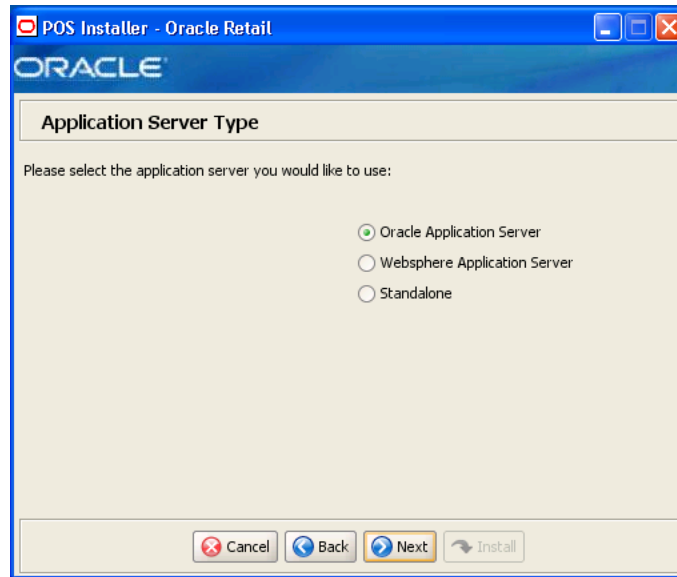 POS Installer - Oracle Retail
ORACLE
Application Server Type
Please select the application server you would like to use:
Oracle Application Server
Websphere Application Server
Standalone
Cancel Back Next Install